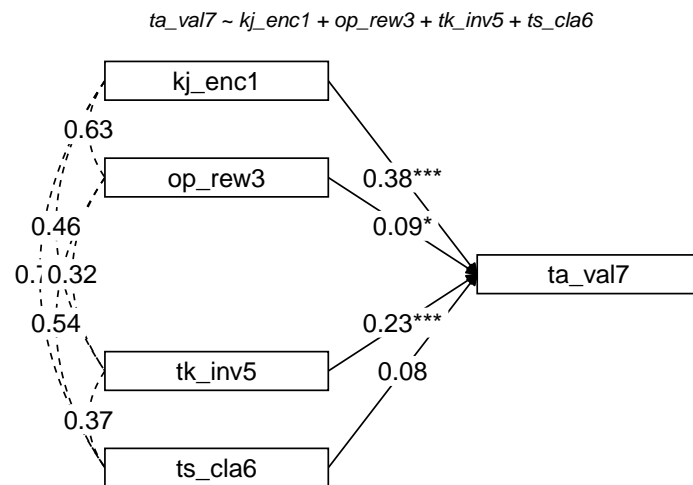 ta_val7 ~ kj_enc1 + op_rew3 + tk_inv5 + ts_cla6
kj_enc1
0.63
op_rew3
0.38***
0.09*
0.46
0.32
ta_val7
0.54
0.23***
tk_inv5
0.08
0.37
ts_cla6